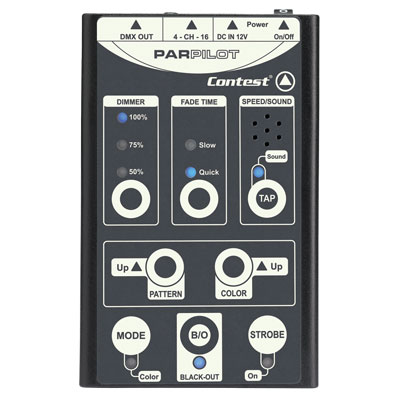 DMX OUT
4 - CH - 16
DC IN 12V
Power
On/Off
PARPILOT
Contest®
DIMMER
FADE TIME
SPEED/SOUND
100%
75%
Slow
50%
Quick
Sound
TAP
Up
Up
PATTERN
COLOR
MODE
B/O
STROBE
Color
BLACK-OUT
On